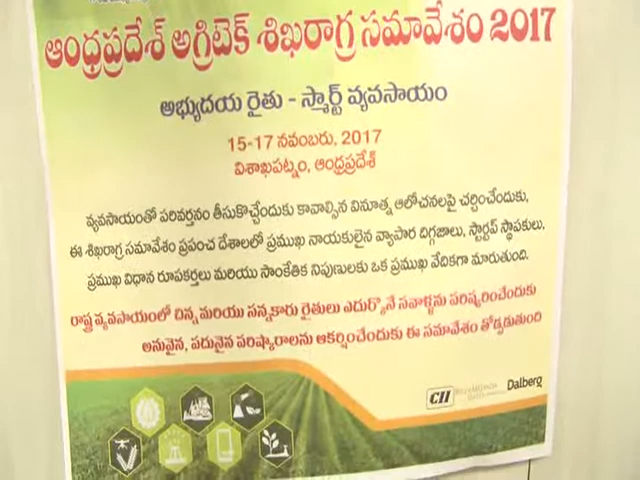 ఆంధ్రప్రదేశ్ అగ్రిటెక్ శిఖరాగ్ర సమావేశం 2017
అభ్యుదయ రైతు - స్మార్ట్ వ్యవసాయం
15-17 నవంబరు, 2017
విశాఖపట్నం, ఆంధ్రప్రదేశ్
వ్యవసాయంతో పరివర్తనం తీసుకొచ్చేందుకు కావాల్సిన వినూత్న ఆలోచనలపై చర్చించేందుకు,
ఈ శిఖరాగ్ర సమావేశం ప్రపంచ దేశాలలో ప్రముఖ నాయకులైన వ్యాపార దిగ్గజాలు, స్టార్టప్ స్థాపకులు,
ప్రముఖ విధాన రూపకర్తలు మరియు సాంకేతిక నిపుణులకు ఒక ప్రముఖ వేదికగా మారుతుంది.
రాష్ట్ర వ్యవసాయంలో చిన్న మరియు సన్నకారు రైతులు ఎదుర్కొనే సవాళ్లను పరిష్కరించేందుకు
అనువైన, పదునైన పరిష్కారాలను ఆకర్షించేందుకు ఈ సమావేశం తోడ్పడుతుంది
CII
Dalberg